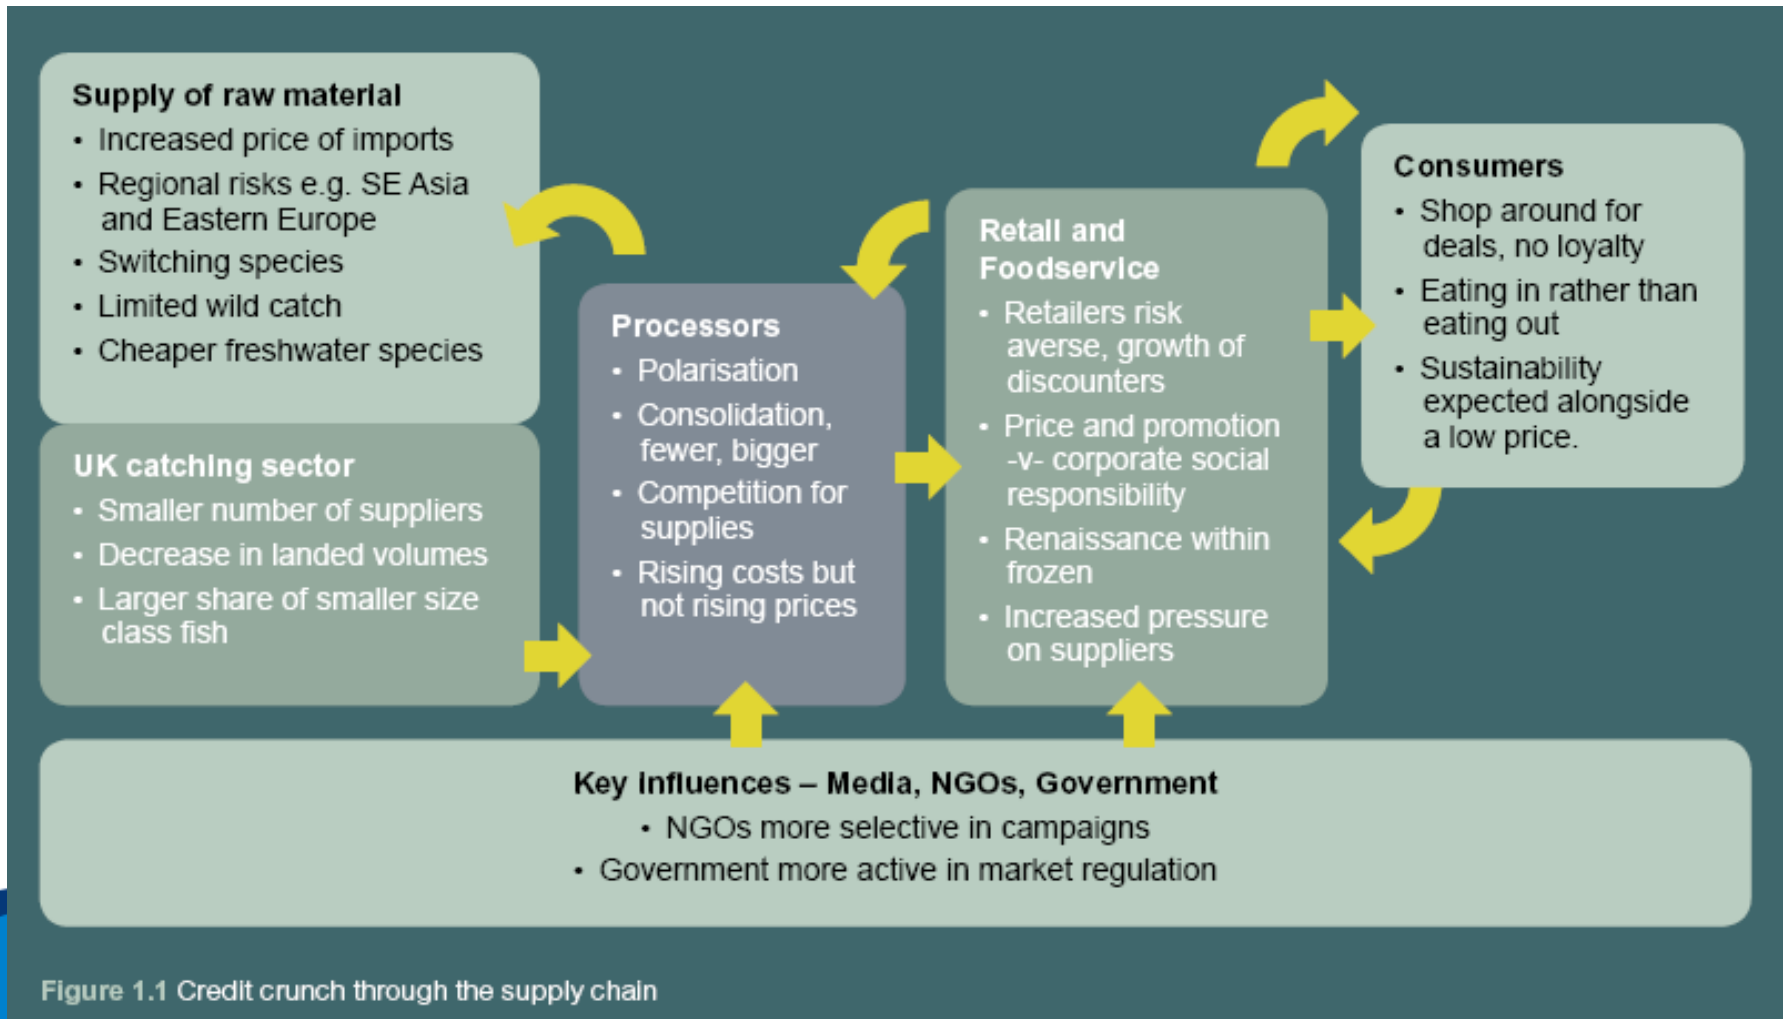 Supply of raw material
• Increased price of imports
• Regional risks e.g. SE Asia
and Eastern Europe
• Switching species
• Limited wild catch
• Cheaper freshwater species
UK catching sector
• Smaller number of suppliers
• Decrease in landed volumes
• Larger share of smaller size
class fish
Processors
• Polarisation
• Consolidation,
fewer, bigger
• Competition for
supplies
• Rising costs but
not rising prices
Retail and
Foodservice
• Retailers risk
averse, growth of
discounters
• Price and promotion
-v- corporate social
responsibility
• Renaissance within
frozen
• Increased pressure
on suppliers
Consumers
• Shop around for
deals, no loyalty
• Eating in rather than
eating out
• Sustainability
expected alongside
a low price.
Key influences – Media, NGOs, Government
• NGOs more selective in campaigns
• Government more active in market regulation
Figure 1.1 Credit crunch through the supply chain